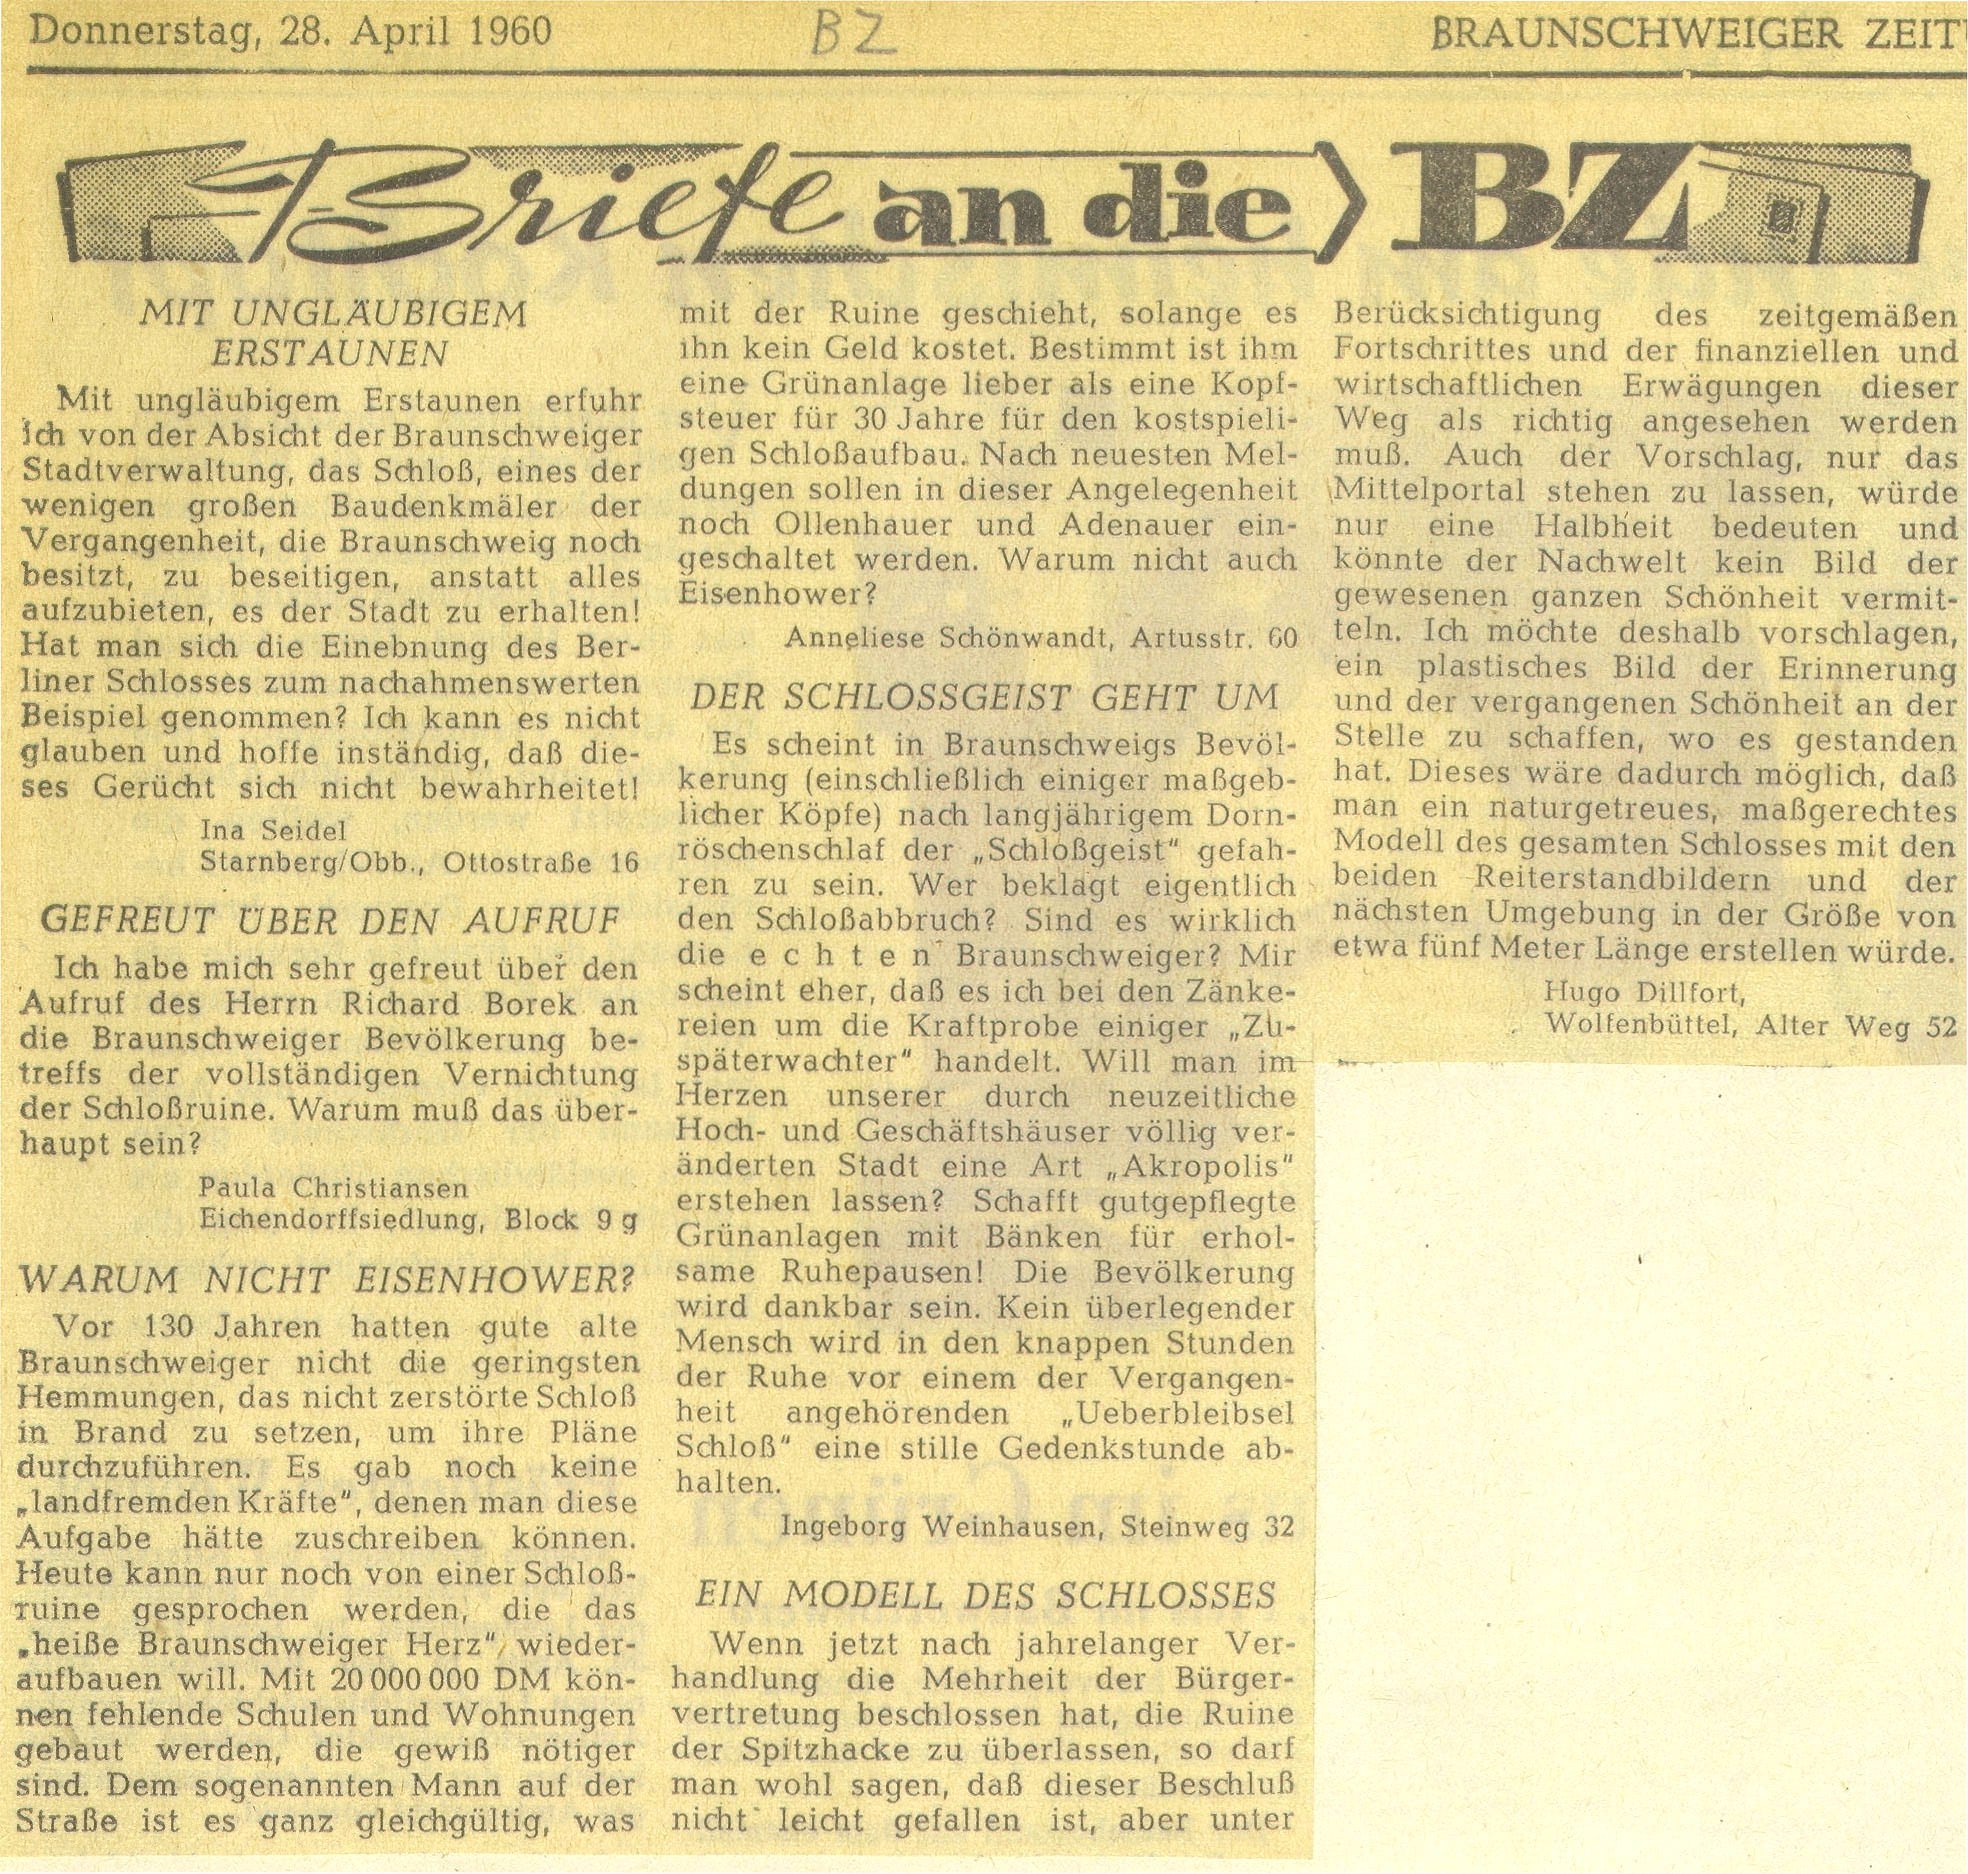 Donnerstag, 28. April 1960
BZ
BRAUNSCHWEIGER ZEIT
Briefe an die BZ
MIT UNGLÄUBIGEM
ERSTAUNEN
Mit ungläubigem Erstaunen erfuhr
ich von der Absicht der Braunschweiger
Stadtverwaltung, das Schloß, eines der
wenigen großen Baudenkmäler der
Vergangenheit, die Braunschweig noch
besitzt, zu beseitigen, anstatt alles
aufzubieten, es der Stadt zu erhalten!
Hat man sich die Einebnung des Ber-
liner Schlosses zum nachahmenswerten
Beispiel genommen? Ich kann es nicht
glauben und hoffe inständig, daß die-
ses Gerücht sich nicht bewahrheitet!
Ina Seidel
Starnberg/Obb., Ottostraße 16
GEFREUT ÜBER DEN AUFRUF
Ich habe mich sehr gefreut über den
Aufruf des Herrn Richard Borek an
die Braunschweiger Bevölkerung be-
treffs der vollständigen Vernichtung
der Schloßruine. Warum muß das über-
haupt sein?
Paula Christiansen
Eichendorffsiedlung, Block 9 g
WARUM NICHT EISENHOWER?
Vor 130 Jahren hatten gute alte
Braunschweiger nicht die geringsten
Hemmungen, das nicht zerstörte Schloß
in Brand zu setzen, um ihre Pläne
durchzuführen. Es gab noch keine
„landfremden Kräfte“, denen man diese
Aufgabe hätte zuschreiben können.
Heute kann nur noch von einer Schloß-
ruine gesprochen werden, die das
„heiße Braunschweiger Herz“ wieder-
aufbauen will. Mit 20 000 000 DM kön-
nen fehlende Schulen und Wohnungen
gebaut werden, die gewiß nötiger
sind. Dem sogenannten Mann auf der
Straße ist es ganz gleichgültig, was
mit der Ruine geschieht, solange es
ihn kein Geld kostet. Bestimmt ist ihm
eine Grünanlage lieber als eine Kopf-
steuer für 30 Jahre für den kostspieli-
gen Schloßaufbau. Nach neuesten Mel-
dungen sollen in dieser Angelegenheit
noch Ollenhauer und Adenauer ein-
geschaltet werden. Warum nicht auch
Eisenhower?
Anneliese Schönwandt, Artusstr. 60
DER SCHLOSSGEIST GEHT UM
Es scheint in Braunschweigs Bevöl-
kerung (einschließlich einiger maßgeb-
licher Köpfe) nach langjährigem Dorn-
röschenschlaf der „Schloßgeist“ gefah-
ren zu sein. Wer beklagt eigentlich
den Schloßabbruch? Sind es wirklich
die e c h t e n Braunschweiger? Mir
scheint eher, daß es ich bei den Zänke-
reien um die Kraftprobe einiger „Zu-
späterwachter“ handelt. Will man im
Herzen unserer durch neuzeitliche
Hoch- und Geschäftshäuser völlig ver-
änderten Stadt eine Art „Akropolis“
erstehen lassen? Schafft gutgepflegte
Grünanlagen mit Bänken für erhol-
same Ruhepausen! Die Bevölkerung
wird dankbar sein. Kein überlegender
Mensch wird in den knappen Stunden
der Ruhe vor einem der Vergangen-
heit angehörenden „Ueberbleibsel
Schloß“ eine stille Gedenkstunde ab-
halten.
Ingeborg Weinhausen, Steinweg 32
EIN MODELL DES SCHLOSSES
Wenn jetzt nach jahrelanger Ver-
handlung die Mehrheit der Bürger-
vertretung beschlossen hat, die Ruine
der Spitzhacke zu überlassen, so darf
man wohl sagen, daß dieser Beschluß
nicht leicht gefallen ist, aber unter
Berücksichtigung des zeitgemäßen
Fortschrittes und der finanziellen und
wirtschaftlichen Erwägungen dieser
Weg als richtig angesehen werden
muß. Auch der Vorschlag, nur das
Mittelportal stehen zu lassen, würde
nur eine Halbheit bedeuten und
könnte der Nachwelt kein Bild der
gewesenen ganzen Schönheit vermit-
teln. Ich möchte deshalb vorschlagen,
ein plastisches Bild der Erinnerung
und der vergangenen Schönheit an der
Stelle zu schaffen, wo es gestanden
hat. Dieses wäre dadurch möglich, daß
man ein naturgetreues, maßgerechtes
Modell des gesamten Schlosses mit den
beiden Reiterstandbildern und der
nächsten Umgebung in der Größe von
etwa fünf Meter Länge erstellen würde.
Hugo Dillfort,
Wolfenbüttel, Alter Weg 52